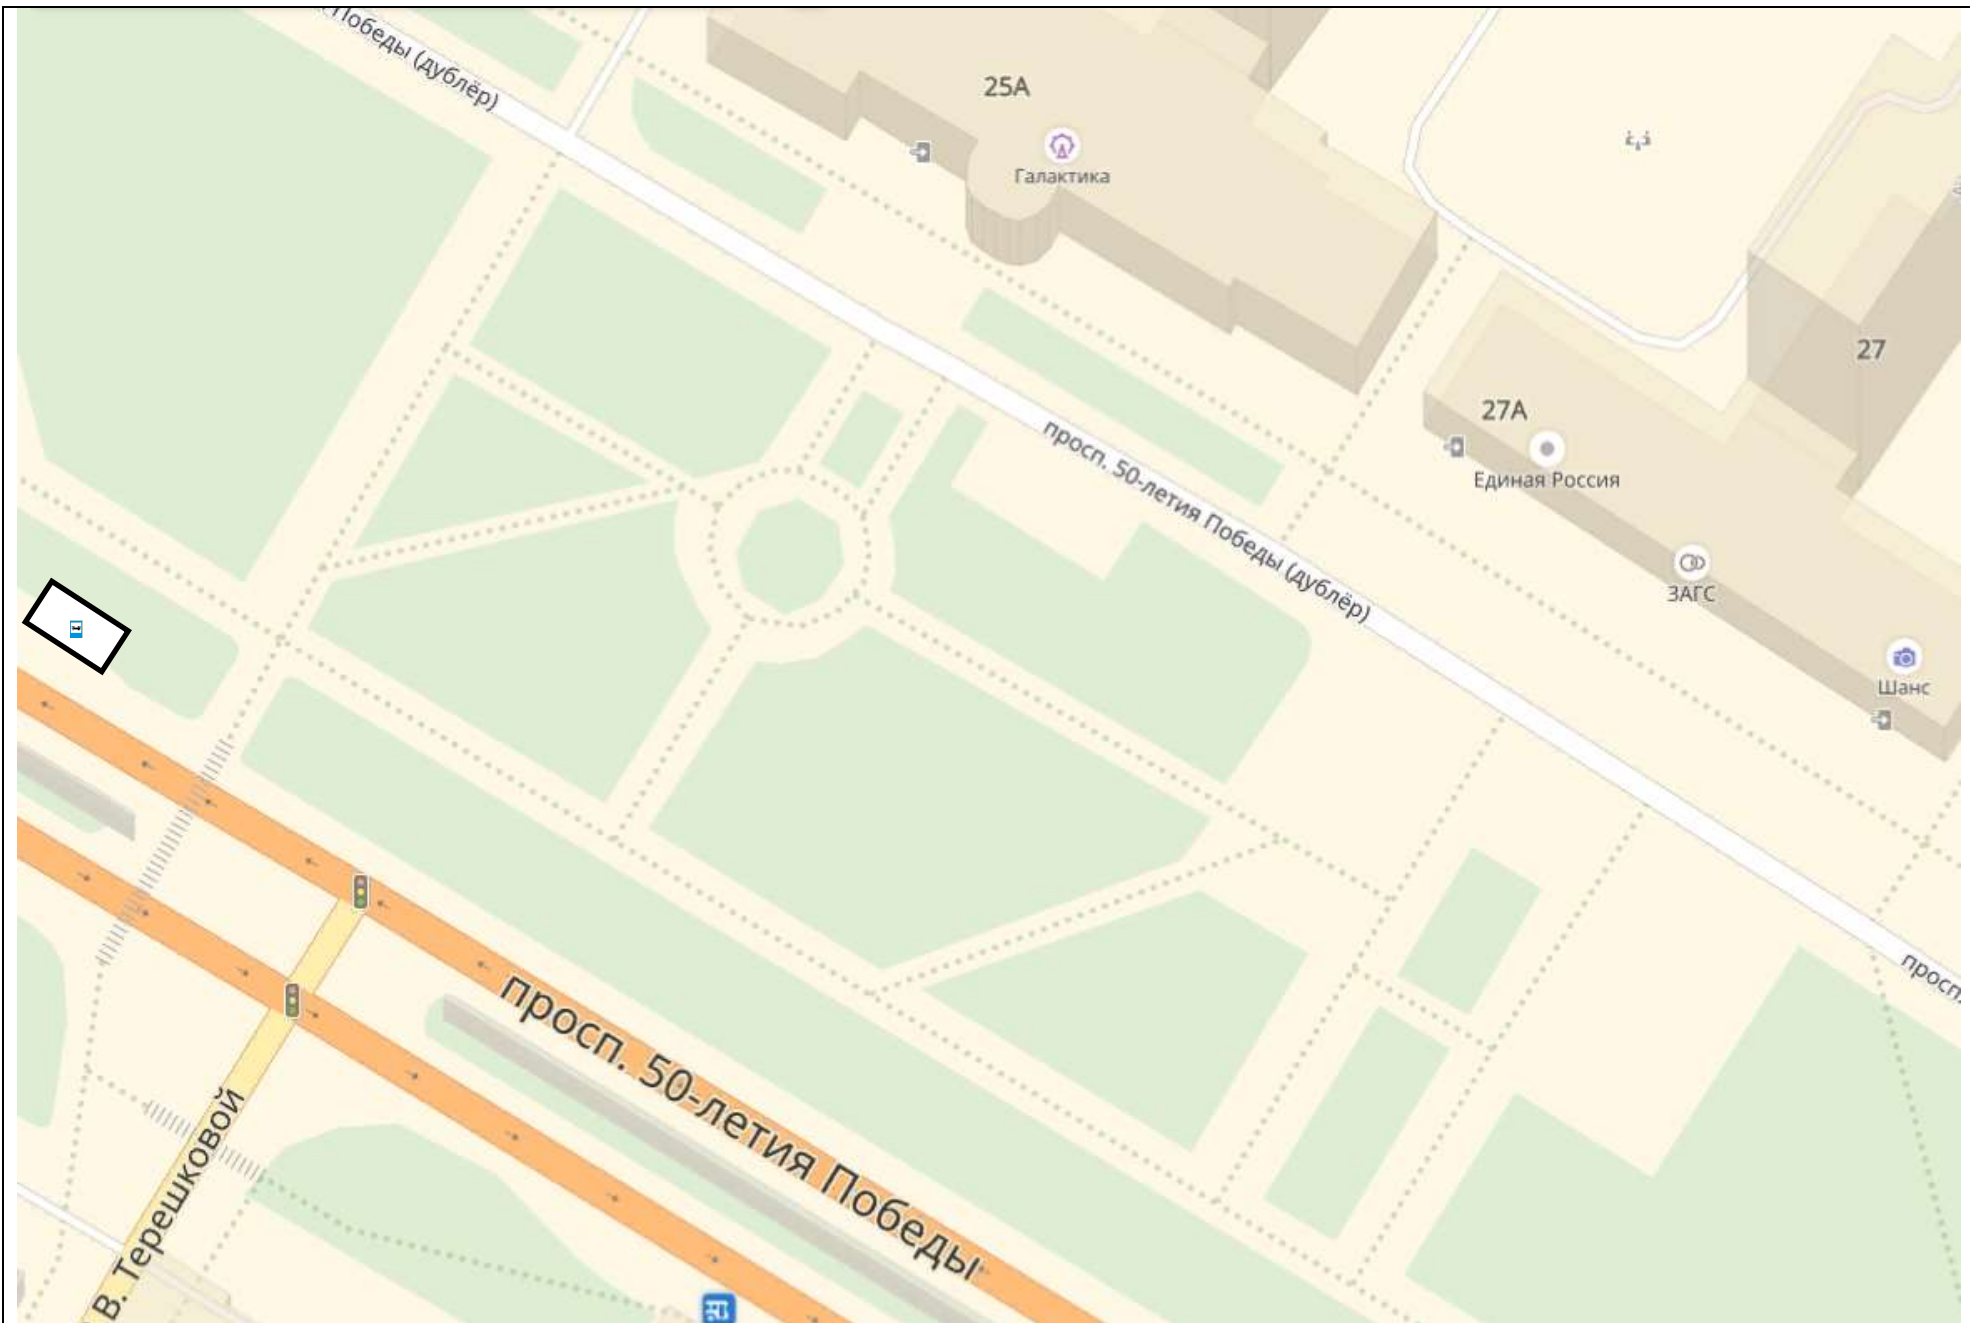 Победы (дублёр)
25А
Галактика
27
27А
Единая Россия
просп. 50-летия Победы (дублёр)
ЗАГС
Шанс
просп.
просп. 50-летия Победы
В. Терешковой